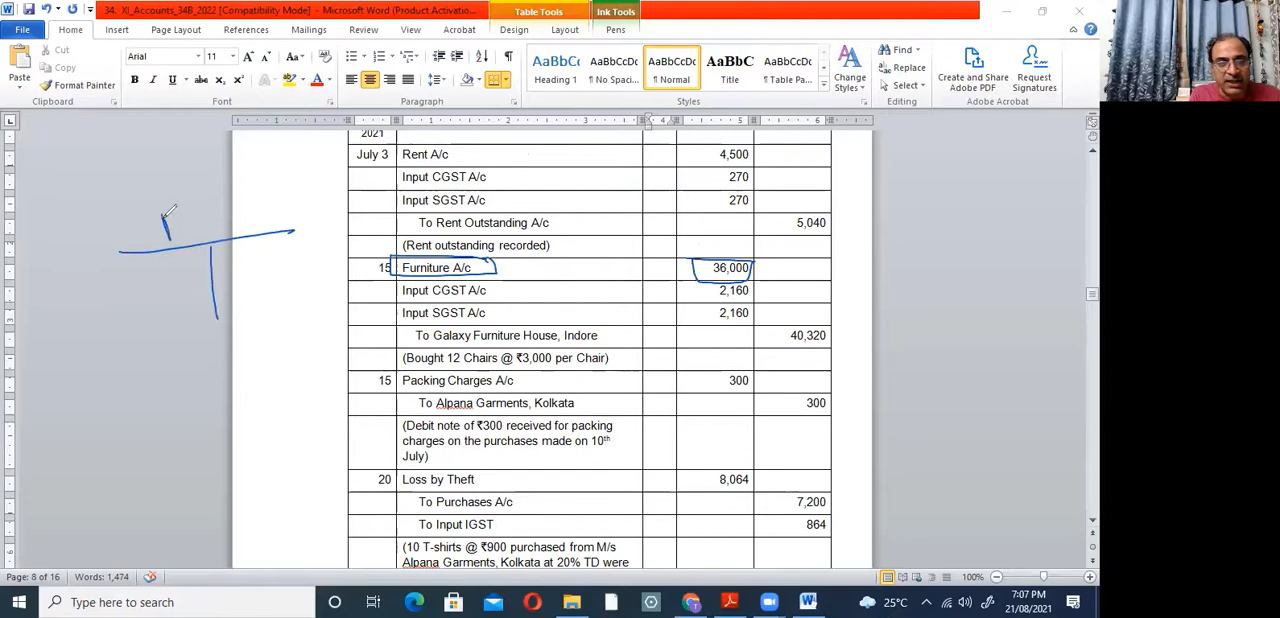 34. XI_Accounts_34B_2022 [Compatibility Mode] - Microsoft Word (Product Activatio...
Table Tools
Ink Tools
File
Home
Insert
Page Layout
References
Mailings
Review
View
Acrobat
Design
Layout
Pens
Paste
Cut
Copy
Format Painter
Clipboard
Arial
11
Font
Paragraph
AaBbCc
Heading 1
AaBbCcDc
¶ No Spaci...
AaBbCcDc
¶ Normal
AaBbC
Title
AaBbCcDc
¶ Table Pa...
Change
Styles
Styles
Find
Replace
Select
Editing
Create and Share
Adobe PDF
Request
Signatures
Adobe Acrobat
2021
July 3 Rent A/c 4,500
Input CGST A/c 270
Input SGST A/c 270
To Rent Outstanding A/c 5,040
(Rent outstanding recorded)
15 Furniture A/c 36,000
Input CGST A/c 2,160
Input SGST A/c 2,160
To Galaxy Furniture House, Indore 40,320
(Bought 12 Chairs @ ₹3,000 per Chair)
15 Packing Charges A/c 300
To Alpana Garments, Kolkata 300
(Debit note of ₹300 received for packing
charges on the purchases made on 10th
July)
20 Loss by Theft 8,064
To Purchases A/c 7,200
To Input IGST 864
(10 T-shirts @ ₹900 purchased from M/s
Alpana Garments, Kolkata at 20% TD were
Page: 8 of 16
Words: 1,474
100%
Type here to search
25°C
7:07 PM
21/08/2021